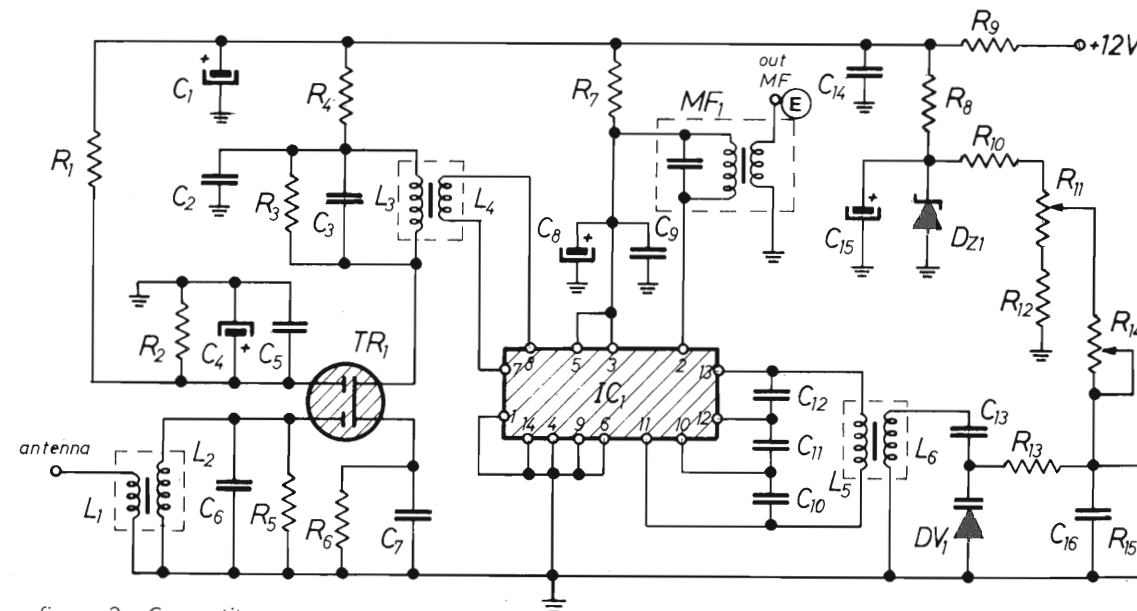 R9
+12V
C1
R4
R7
out
MF
E
MF1
C14
R8
R1
R10
C2
R3
C3
L3
L4
R11
C8
C9
C15
DZ1
R2
C4
C5
TR1
R12
R14
+
+
+
+
7
8
5
3
2
13
IC1
1
14
4
9
6
11
10
12
C12
C11
C10
L5
L6
C13
R13
antenna
L1
L2
C6
R5
R6
C7
DV1
C16
R15